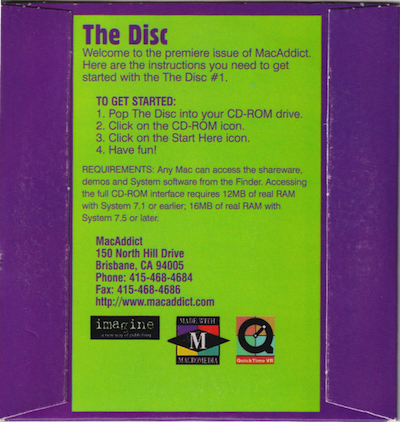 The Disc
Welcome to the premiere issue of MacAddict.
Here are the instructions you need to get
started with the The Disc #1.
TO GET STARTED:
1. Pop The Disc into your CD-ROM drive.
2. Click on the CD-ROM icon.
3. Click on the Start Here icon.
4. Have fun!
REQUIREMENTS: Any Mac can access the shareware,
demos and System software from the Finder. Accessing
the full CD-ROM interface requires 12MB of real RAM
with System 7.1 or earlier; 16MB of real RAM with
System 7.5 or later.
MacAddict
150 North Hill Drive
Brisbane, CA 94005
Phone: 415-468-4684
Fax: 415-468-4686
http://www.macaddict.com
imagine
a new way of publishing
MADE WITH
M
MACROMEDIA
QuickTime VR